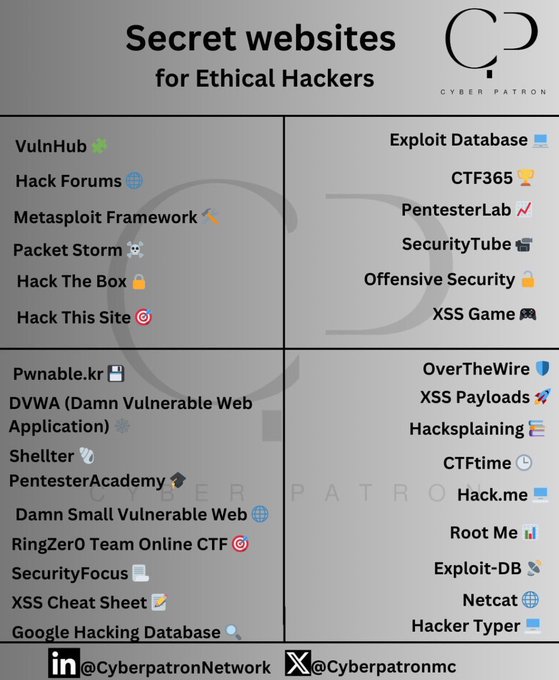 Secret websites
for Ethical Hackers
CP
CYBER PATRON
VulnHub 🧩
Hack Forums 🌐
Metasploit Framework 🔨
Packet Storm ☠️
Hack The Box 🔒
Hack This Site 🎯
Exploit Database 💻
CTF365 🏆
PentesterLab 📈
SecurityTube 📹
Offensive Security 🔓
XSS Game 🎮
Pwnable.kr 💾
DVWA (Damn Vulnerable Web
Application) 🕸️
Shellter 🐚
PentesterAcademy 🎓
Damn Small Vulnerable Web 🌐
RingZer0 Team Online CTF 🎯
SecurityFocus 📃
XSS Cheat Sheet 📝
Google Hacking Database 🔍
OverTheWire 🛡️
XSS Payloads 🚀
Hacksplaining 📚
CTFtime 🕒
Hack.me 💻
Root Me 📊
Exploit-DB 📡
Netcat 🌐
Hacker Typer 💻
CYBER PATRON
in @CyberpatronNetwork X @Cyberpatronmc